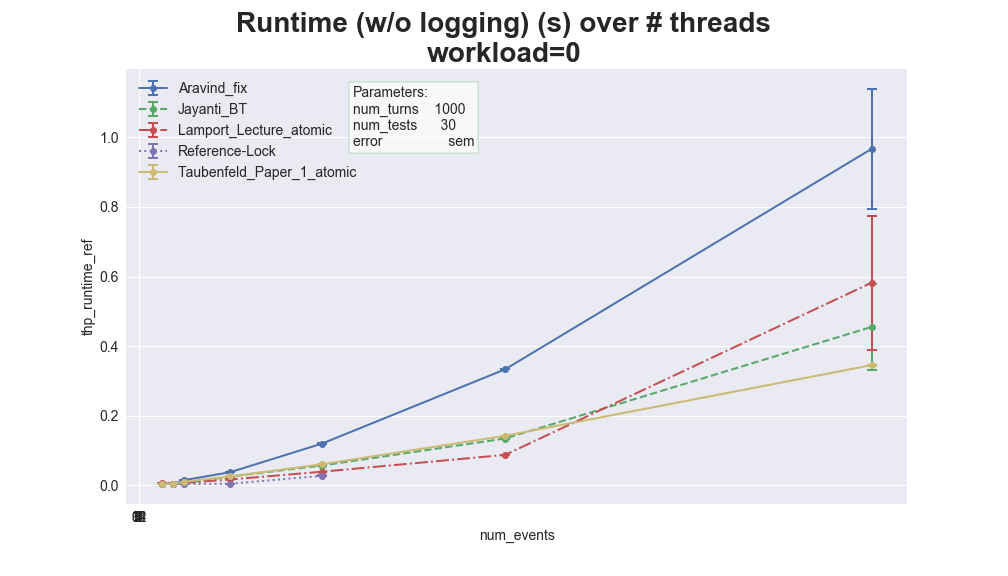 Runtime (w/o logging) (s) over # threads
workload=0
Aravind_fix
Jayanti_BT
Lamport_Lecture_atomic
Reference-Lock
Taubenfeld_Paper_1_atomic
Parameters:
num_turns 1000
num_tests 30
error sem
thp_runtime_ref
1.0
0.8
0.6
0.4
0.2
0.0
num_events